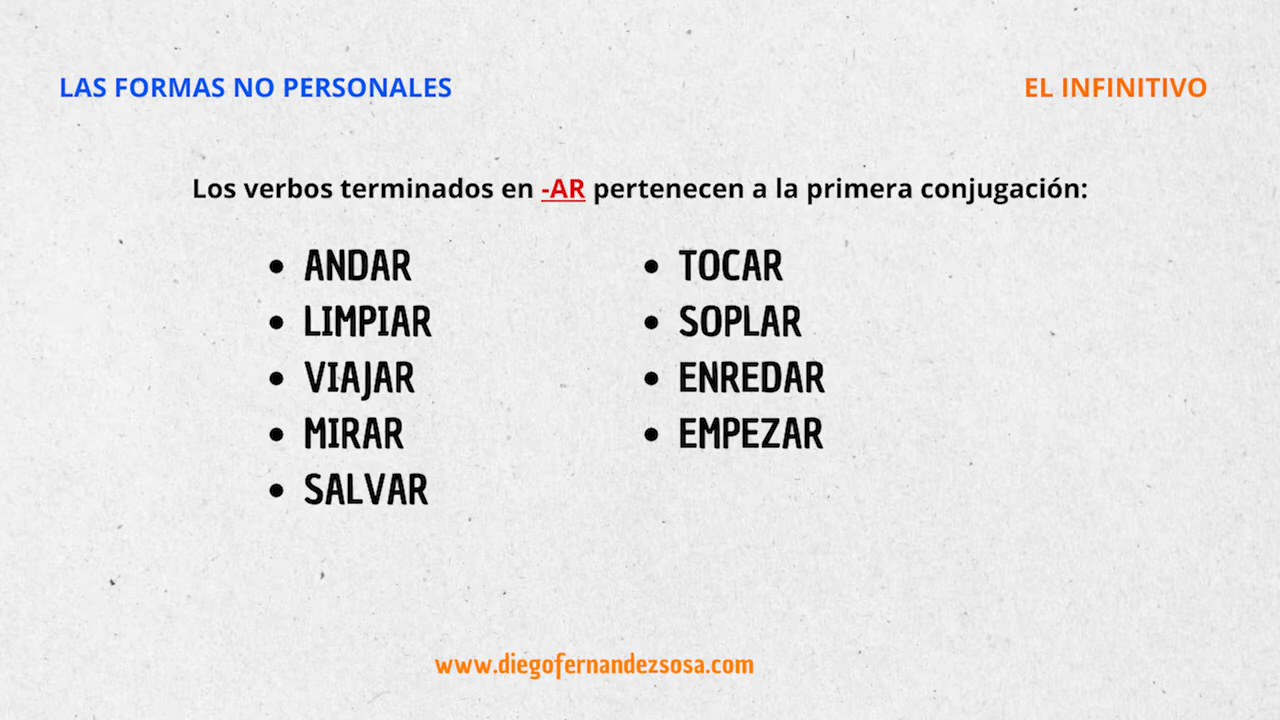 LAS FORMAS NO PERSONALES
EL INFINITIVO
Los verbos terminados en -AR pertenecen a la primera conjugación:
• ANDAR
• LIMPIAR
• VIAJAR
• MIRAR
• SALVAR
• TOCAR
• SOPLAR
• ENREDAR
• EMPEZAR
www.diegofernandezsosa.com